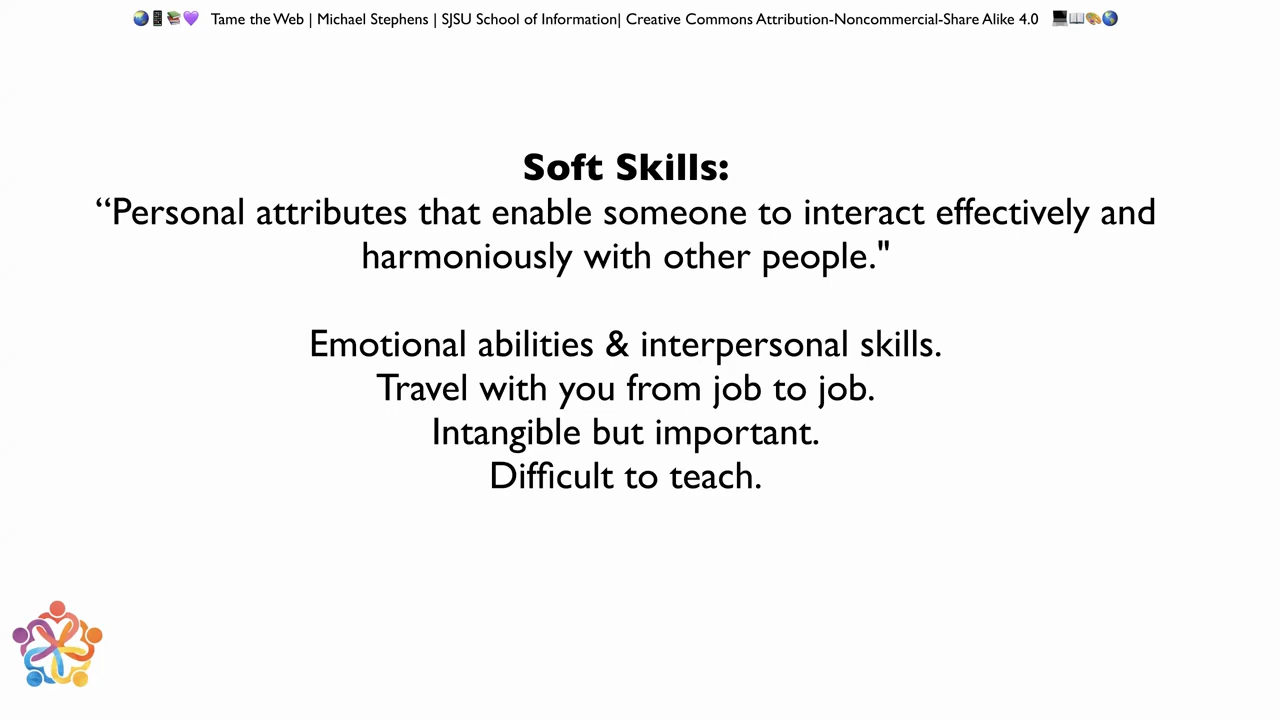 🌎📱📚💜 Tame the Web | Michael Stephens | SJSU School of Information| Creative Commons Attribution-Noncommercial-Share Alike 4.0 💻📖🎨🌎
Soft Skills:
“Personal attributes that enable someone to interact effectively and
harmoniously with other people."
Emotional abilities & interpersonal skills.
Travel with you from job to job.
Intangible but important.
Difficult to teach.